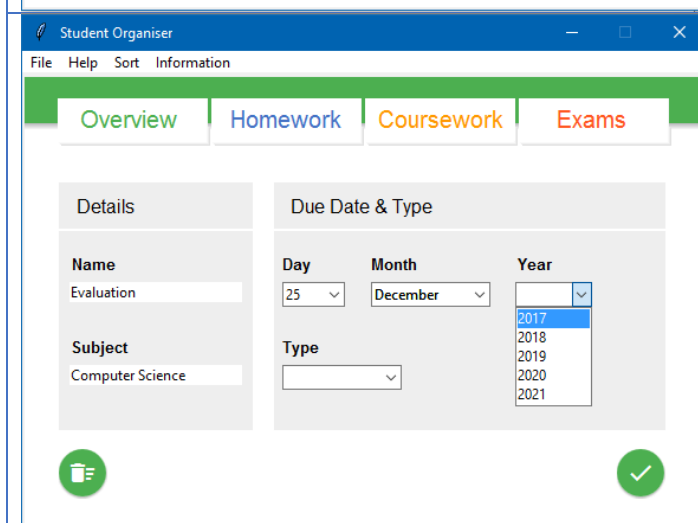 Student Organiser
File Help Sort Information
Overview Homework Coursework Exams
Details
Due Date & Type
Name
Evaluation
Subject
Computer Science
Day Month Year
25 December
2017
2018
2019
2020
2021
Type